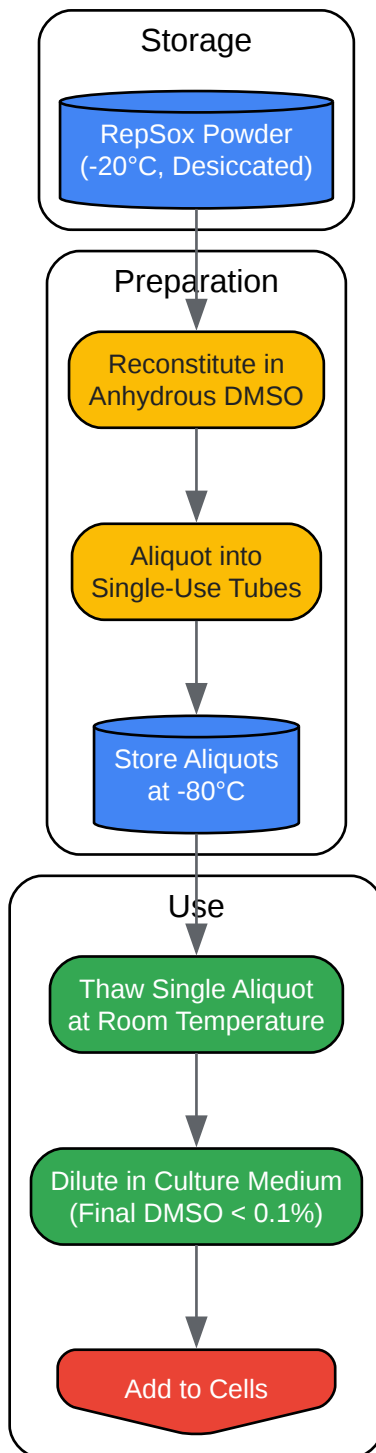 Storage
RepSox Powder
(-20°C, Desiccated)
Preparation
Reconstitute in
Anhydrous DMSO
Aliquot into
Single-Use Tubes
Store Aliquots
at -80°C
Use
Thaw Single Aliquot
at Room Temperature
Dilute in Culture Medium
(Final DMSO < 0.1%)
Add to Cells